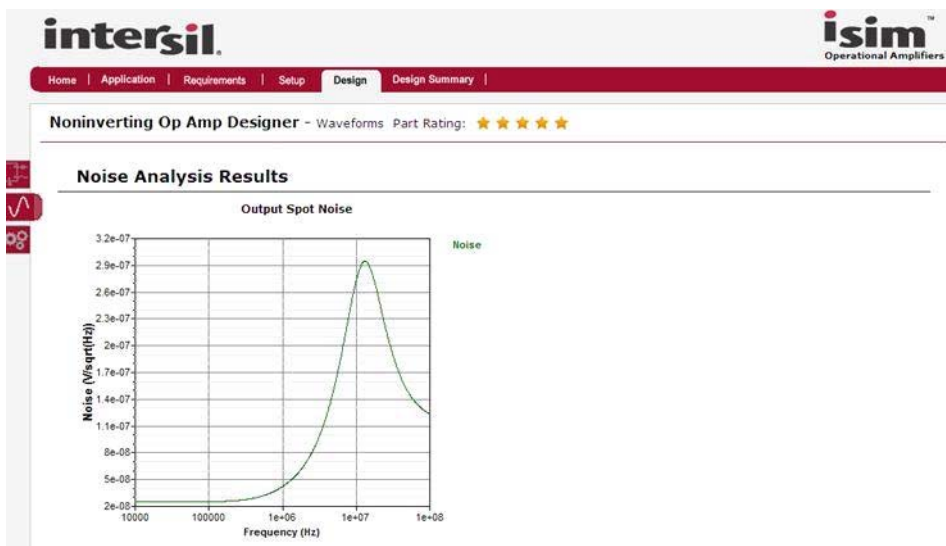 intersil.
isim™
Operational Amplifiers
Home | Application | Requirements | Setup Design Design Summary |
Noninverting Op Amp Designer - Waveforms Part Rating:
Noise Analysis Results
Output Spot Noise
Noise
Noise (V/sqrt(Hz))
3.2e-07
2.9e-07
2.6e-07
2.3e-07
2e-07
1.7e-07
1.4e-07
1.1e-07
8e-08
5e-08
2e-08
10000 100000 1e+06 1e+07 1e+08
Frequency (Hz)